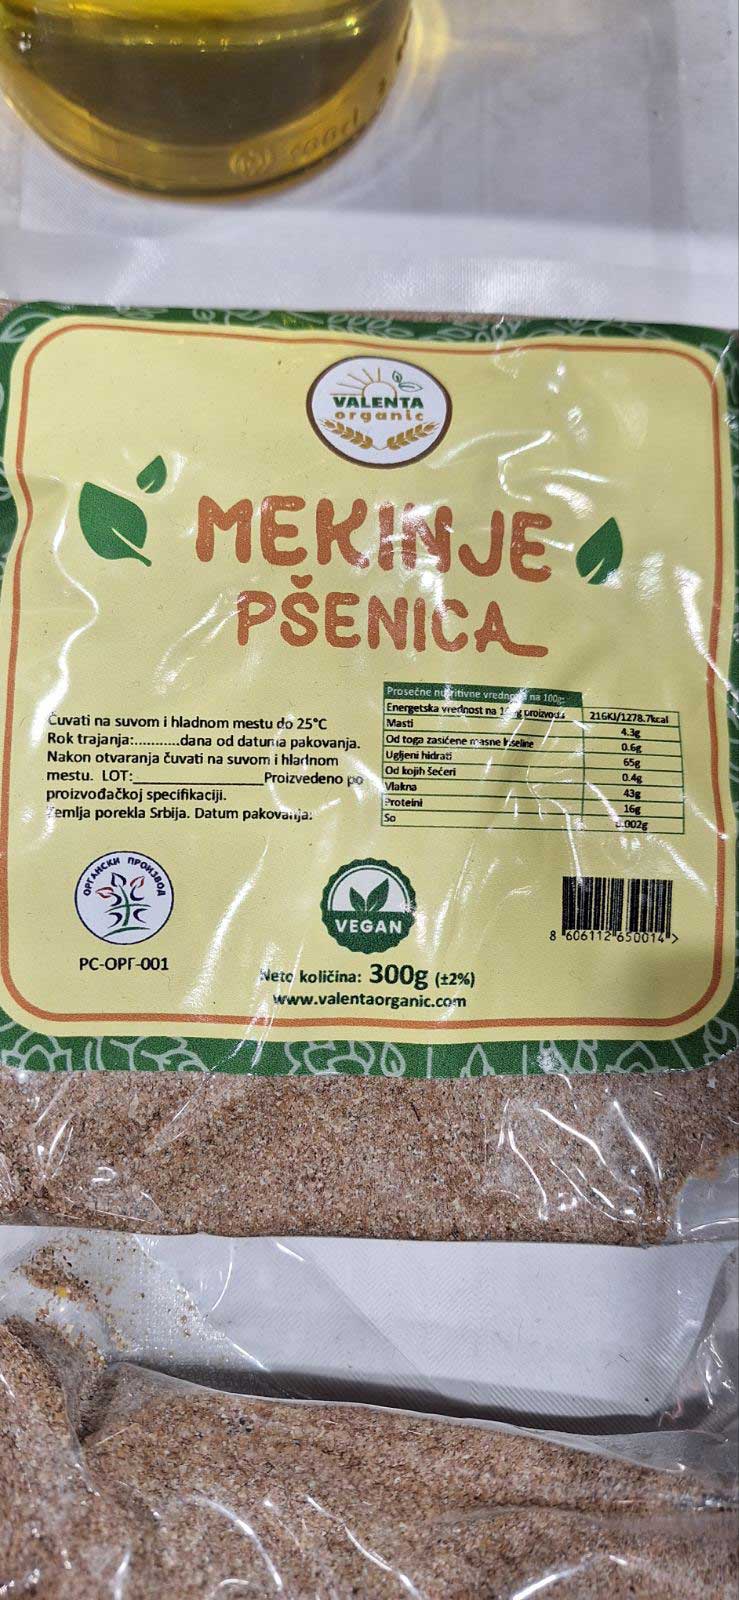 VALENTA
organic
MEKINJE
PŠENICA
Čuvati na suvom i hladnom mestu do 25°C
Rok trajanja:...........dana od datuma pakovanja.
Nakon otvaranja čuvati na suvom i hladnom
mestu. LOT:____________________Proizvedeno po
proizvođačkoj specifikaciji.
Zemlja porekla Srbija. Datum pakovanja:
Prosečne nutritivne vrednosti na 100g:
Energetska vrednost na 100g proizvoda 216KJ/1278.7kcal
Masti 4.3g
Od toga zasićene masne kiseline 0.6g
Ugljeni hidrati 65g
Od kojih šećeri 0.4g
Vlakna 43g
Proteini 16g
So 0.002g
ОРГАНСКИ ПРОИЗВОД
РС-ОРГ-001
VEGAN
8 606112 650014 >
Neto količina: 300g (±2%)
www.valentaorganic.com